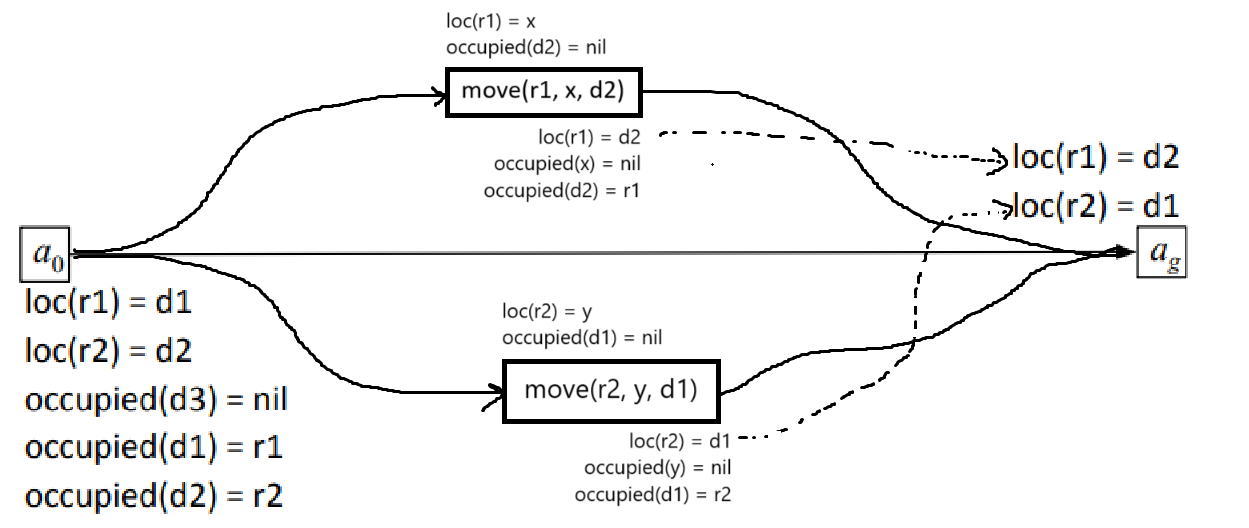 loc(r1) = x
occupied(d2) = nil
move(r1, x, d2)
loc(r1) = d2
occupied(x) = nil
occupied(d2) = r1
loc(r1) = d2
loc(r2) = d1
a0
ag
loc(r1) = d1
loc(r2) = d2
occupied(d3) = nil
occupied(d1) = r1
occupied(d2) = r2
loc(r2) = y
occupied(d1) = nil
move(r2, y, d1)
loc(r2) = d1
occupied(y) = nil
occupied(d1) = r2